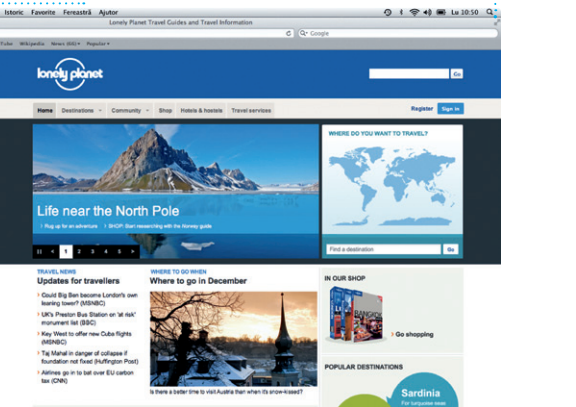 Istoric Favorite Fereastră Ajutor
Lu 10:50
Lonely Planet Travel Guides and Travel Information
Google
Wikipedia News (66) Popular
lonely planet
Go
Home Destinations Community Shop Hotels & hostels Travel services
Register Sign in
WHERE DO YOU WANT TO TRAVEL?
Life near the North Pole
Rug up for an adventure
SHOP: Start researching with the Norway guide
1 2 3 4 5
Find a destination
Go
TRAVEL NEWS
Updates for travellers
Could Big Ben become London's own
leaning tower? (MSNBC)
UK's Preston Bus Station on 'at risk'
monument list (BBC)
Key West to offer new Cuba flights
(MSNBC)
Taj Mahal in danger of collapse if
foundation not fixed (Huffington Post)
Airlines go in to bat over EU carbon
tax (CNN)
WHERE TO GO WHEN
Where to go in December
Is there a better time to visit Austria than when it's snow-kissed?
IN OUR SHOP
BANGKOK
Go shopping
POPULAR DESTINATIONS
Sardinia
For turquoise seas